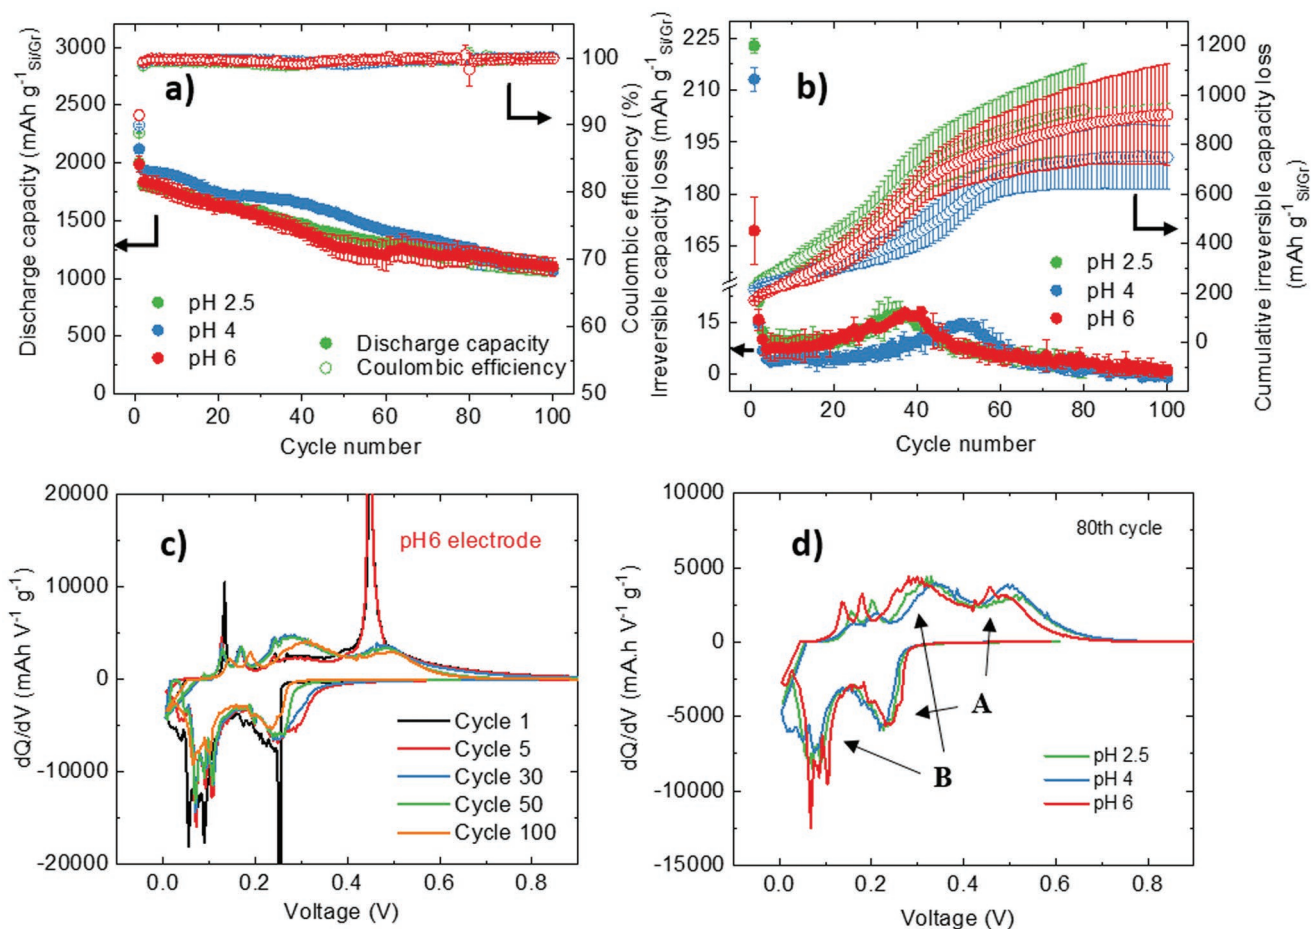 a)
Discharge capacity (mAh g⁻¹Si/Gr)
3000
2500
2000
1500
1000
500
0
100
90
80
70
60
50
Coulombic efficiency (%)
pH 2.5
pH 4
pH 6
Discharge capacity
Coulombic efficiency
0 20 40 60 80 100
Cycle number
b)
Irreversible capacity loss (mAh g⁻¹Si/Gr)
225
210
195
180
165
15
0
1200
1000
800
600
400
200
0
Cumulative irreversible capacity loss
(mAh g⁻¹Si/Gr)
pH 2.5
pH 4
pH 6
0 20 40 60 80 100
Cycle number
c)
pH6 electrode
dQ/dV (mAh V⁻¹ g⁻¹)
20000
10000
0
-10000
-20000
Cycle 1
Cycle 5
Cycle 30
Cycle 50
Cycle 100
0.0 0.2 0.4 0.6 0.8
Voltage (V)
d)
80th cycle
dQ/dV (mA.h V⁻¹ g⁻¹)
10000
5000
0
-5000
-10000
-15000
A
B
pH 2.5
pH 4
pH 6
0.0 0.2 0.4 0.6 0.8
Voltage (V)